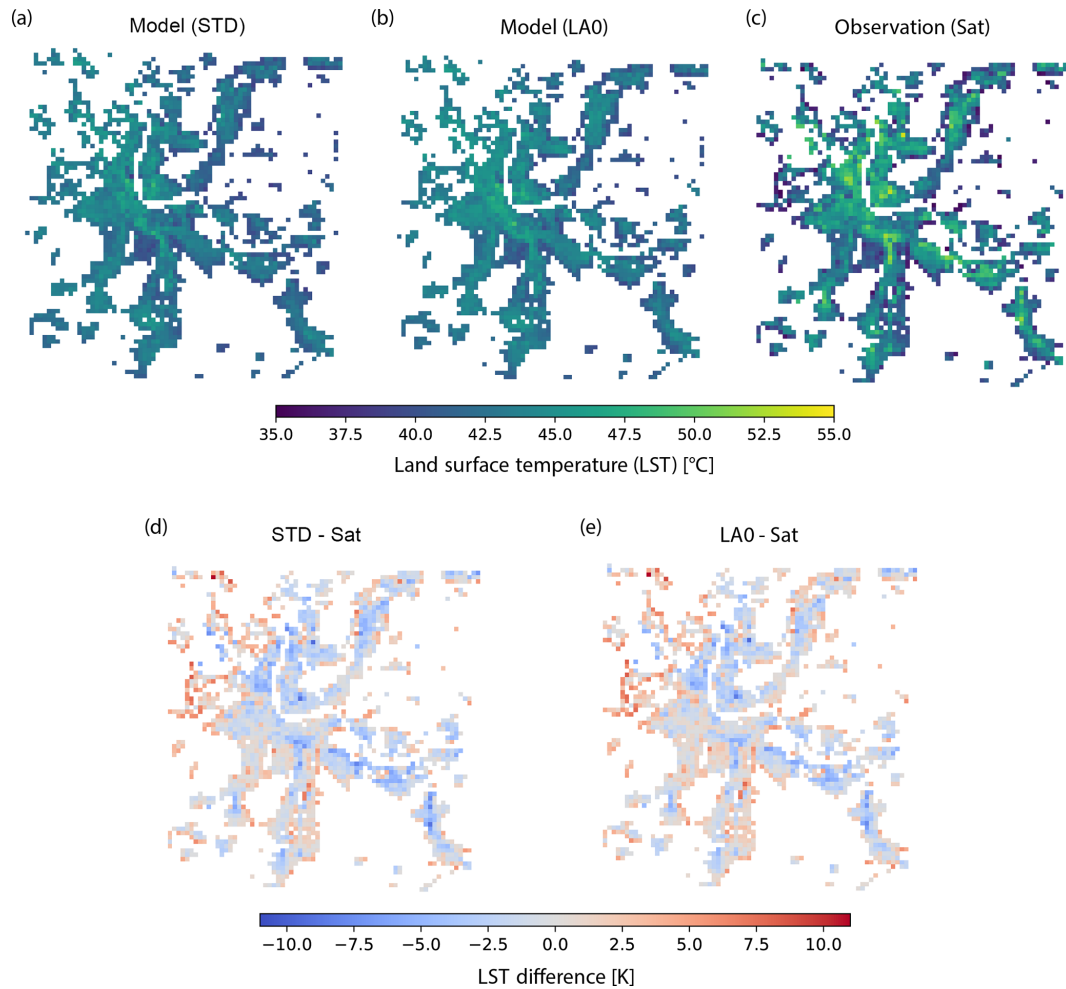 (a)
Model (STD)
(b)
Model (LA0)
(c)
Observation (Sat)
35.0 37.5 40.0 42.5 45.0 47.5 50.0 52.5 55.0
Land surface temperature (LST) [°C]
(d)
STD - Sat
(e)
LA0 - Sat
−10.0 −7.5 −5.0 −2.5 0.0 2.5 5.0 7.5 10.0
LST difference [K]